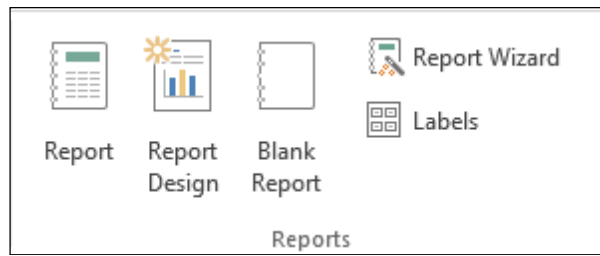 Report
Report
Design
Blank
Report
Report Wizard
Labels
Reports